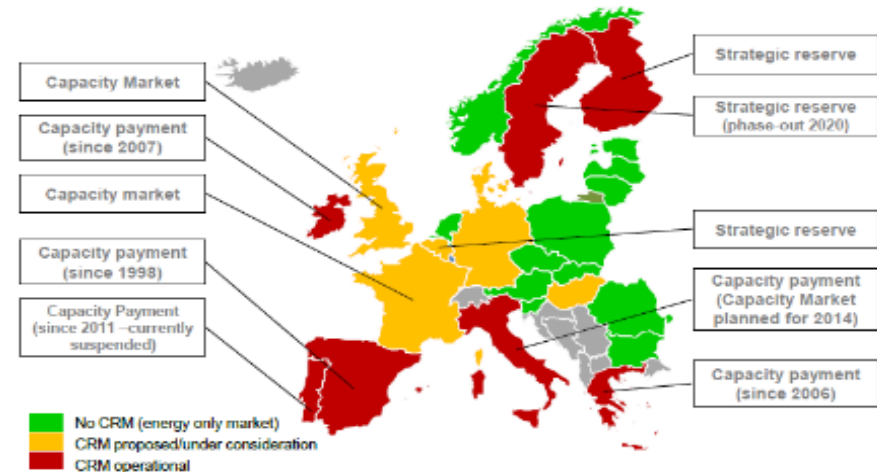 Capacity Market
Capacity payment
(since 2007)
Capacity market
Capacity payment
(since 1998)
Capacity Payment
(since 2011 –currently
suspended)
Strategic reserve
Strategic reserve
(phase-out 2020)
Strategic reserve
Capacity payment
(Capacity Market
planned for 2014)
Capacity payment
(since 2006)
No CRM (energy only market)
CRM proposed/under consideration
CRM operational